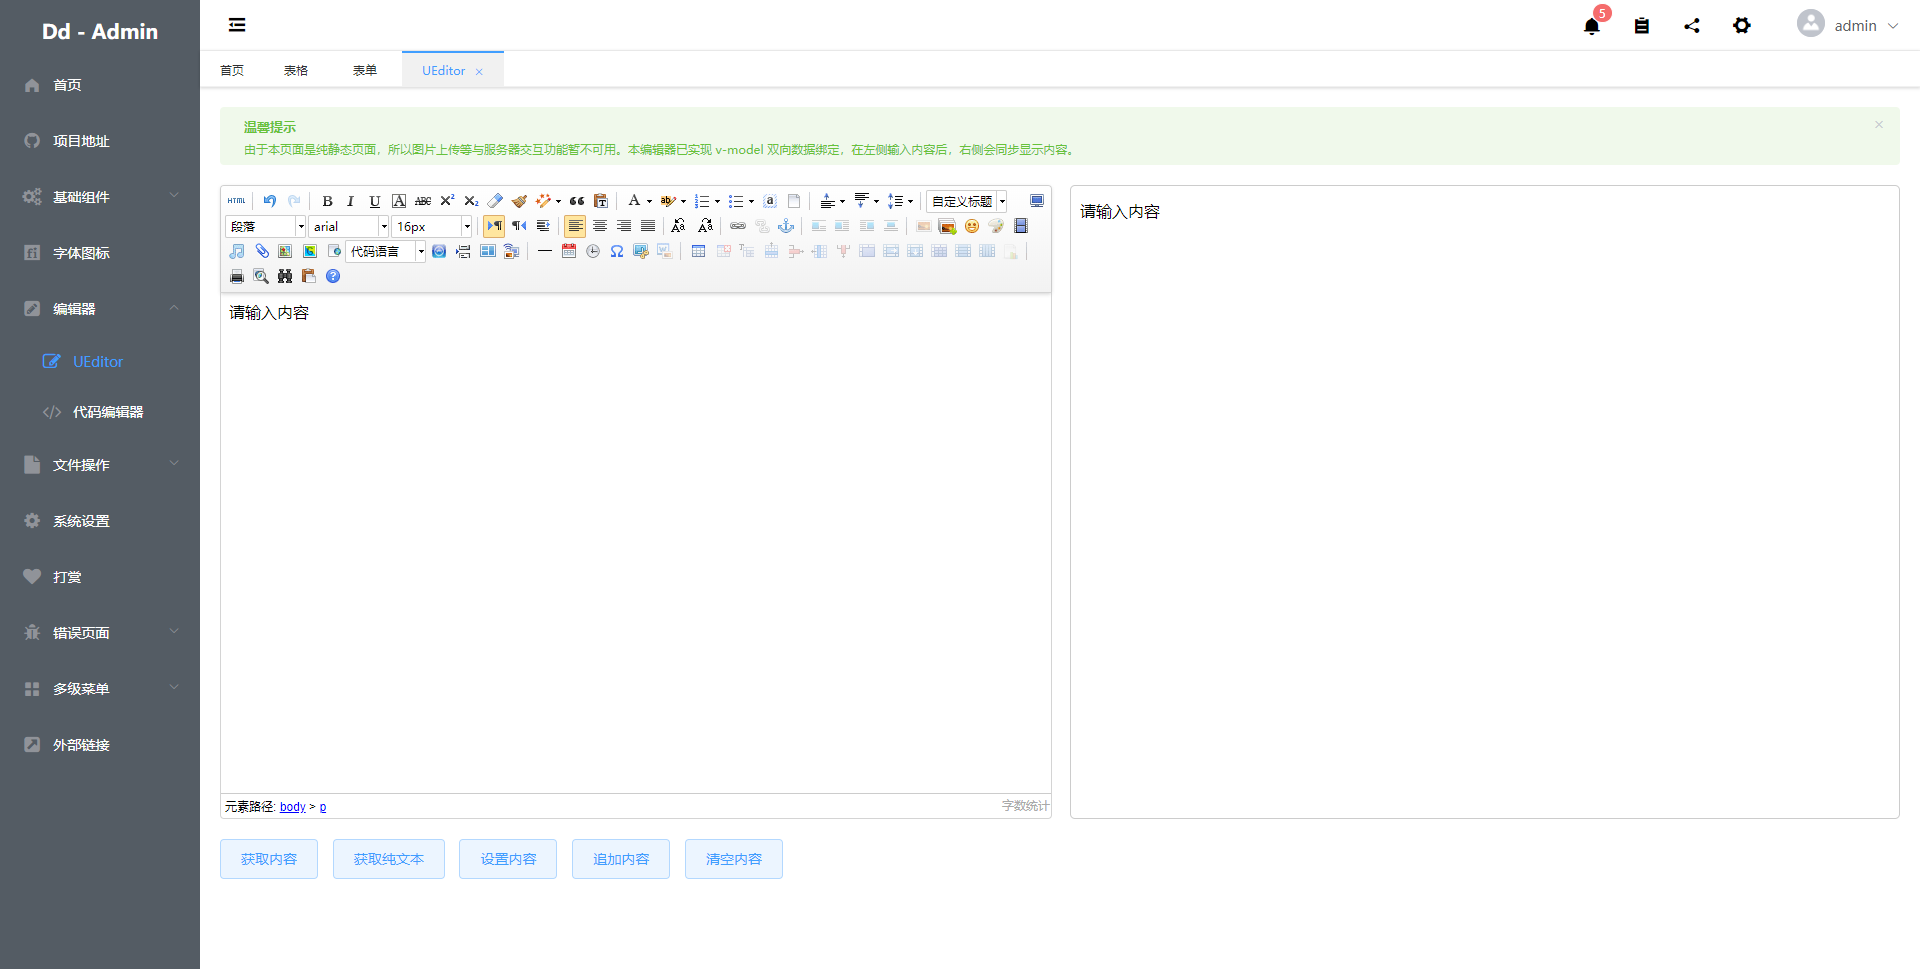 Dd - Admin
首页
项目地址
基础组件
字体图标
编辑器
UEditor
代码编辑器
文件操作
系统设置
打赏
错误页面
多级菜单
外部链接
5
admin
首页 表格 表单 UEditor ×
温馨提示
由于本页面是纯静态页面，所以图片上传等与服务器交互功能暂不可用。本编辑器已实现 v-model 双向数据绑定，在左侧输入内容后，右侧会同步显示内容。
HTML B I U A ABC X² X₂ A ab a 自定义标题
段落 arial 16px
代码语言
请输入内容
元素路径: body > p
字数统计
请输入内容
获取内容 获取纯文本 设置内容 追加内容 清空内容